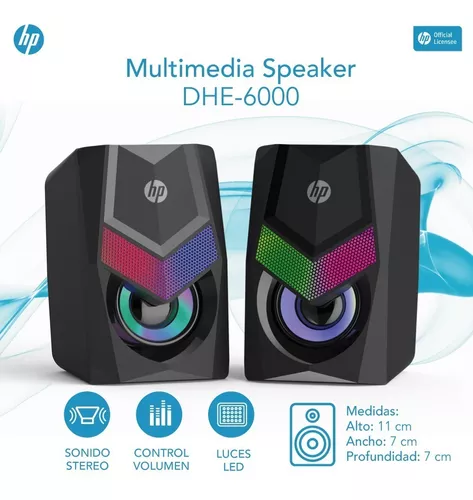 hp
hp Official
Licensee
Multimedia Speaker
DHE-6000
hp
hp
SONIDO
STEREO
CONTROL
VOLUMEN
LUCES
LED
Medidas:
Alto: 11 cm
Ancho: 7 cm
Profundidad: 7 cm